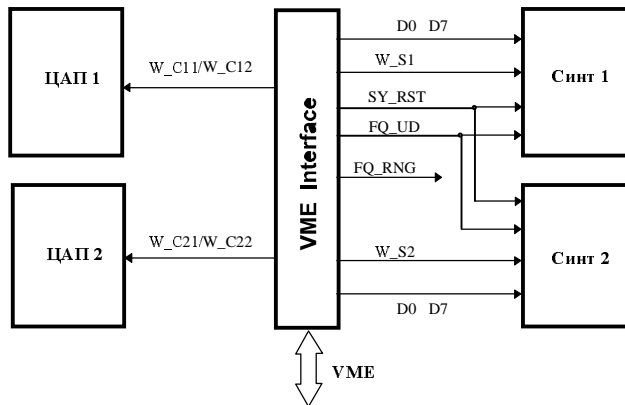 ЦАП 1
W_C11/W_C12
ЦАП 2
W_C21/W_C22
VME Interface
D0 D7
W_S1
SY_RST
FQ_UD
FQ_RNG
W_S2
D0 D7
Синт 1
Синт 2
VME